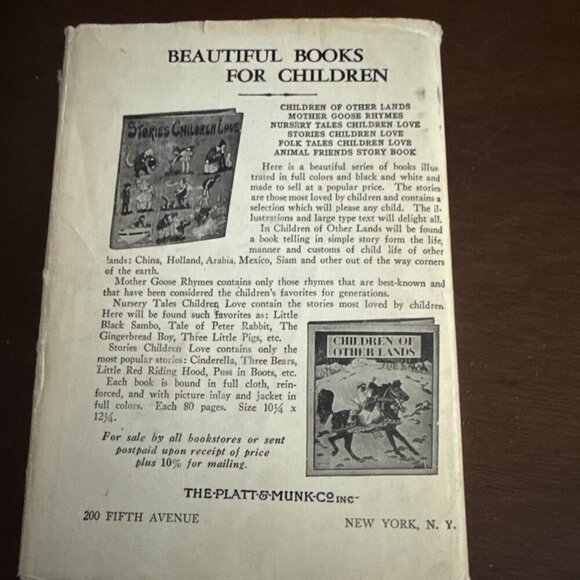 BEAUTIFUL BOOKS
FOR CHILDREN
CHILDREN OF OTHER LANDS
MOTHER GOOSE RHYMES
NURSERY TALES CHILDREN LOVE
STORIES CHILDREN LOVE
FOLK TALES CHILDREN LOVE
ANIMAL FRIENDS STORY BOOK
STORIES CHILDREN LOVE
Here is a beautiful series of books illus-
trated in full colors and black and white and
made to sell at a popular price. The stories
are those most loved by children and contains a
selection which will please any child. The il-
lustrations and large type text will delight all.
In Children of Other Lands will be found
a book telling in simple story form the life,
manner and customs of child life of other
lands: China, Holland, Arabia, Mexico, Siam and other out of the way corners
of the earth.
Mother Goose Rhymes contains only those rhymes that are best-known and
that have been considered the children's favorites for generations.
Nursery Tales Children Love contain the stories most loved by children.
Here will be found such favorites as: Little
Black Sambo, Tale of Peter Rabbit, The
Gingerbread Boy, Three Little Pigs, etc.
Stories Children Love contains only the
most popular stories: Cinderella, Three Bears,
Little Red Riding Hood, Puss in Boots, etc.
Each book is bound in full cloth, rein-
forced, and with picture inlay and jacket in
full colors. Each 80 pages. Size 10¼ x
12¼.
CHILDREN OF
OTHER LANDS
For sale by all bookstores or sent
postpaid upon receipt of price
plus 10% for mailing.
THE·PLATT·&·MUNK·CO INC·
200 FIFTH AVENUE NEW YORK, N. Y.